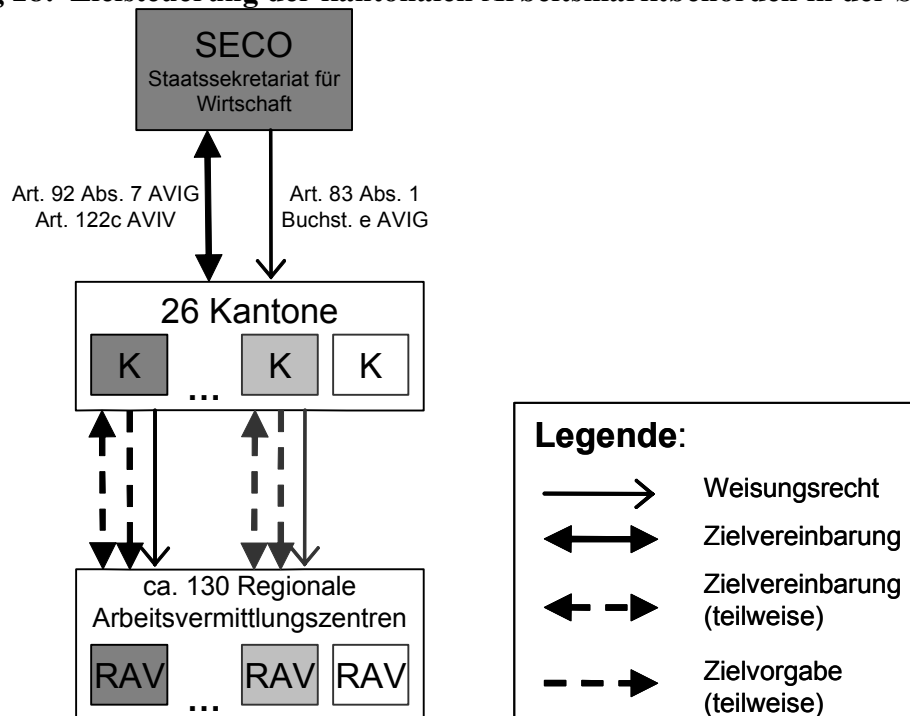 SECO
Staatssekretariat für
Wirtschaft
Art. 92 Abs. 7 AVIG
Art. 122c AVIV
Art. 83 Abs. 1
Buchst. e AVIG
26 Kantone
K
...
K
K
ca. 130 Regionale
Arbeitsvermittlungszentren
RAV
...
RAV
RAV
Legende:
Weisungsrecht
Zielvereinbarung
Zielvereinbarung
(teilweise)
Zielvorgabe
(teilweise)